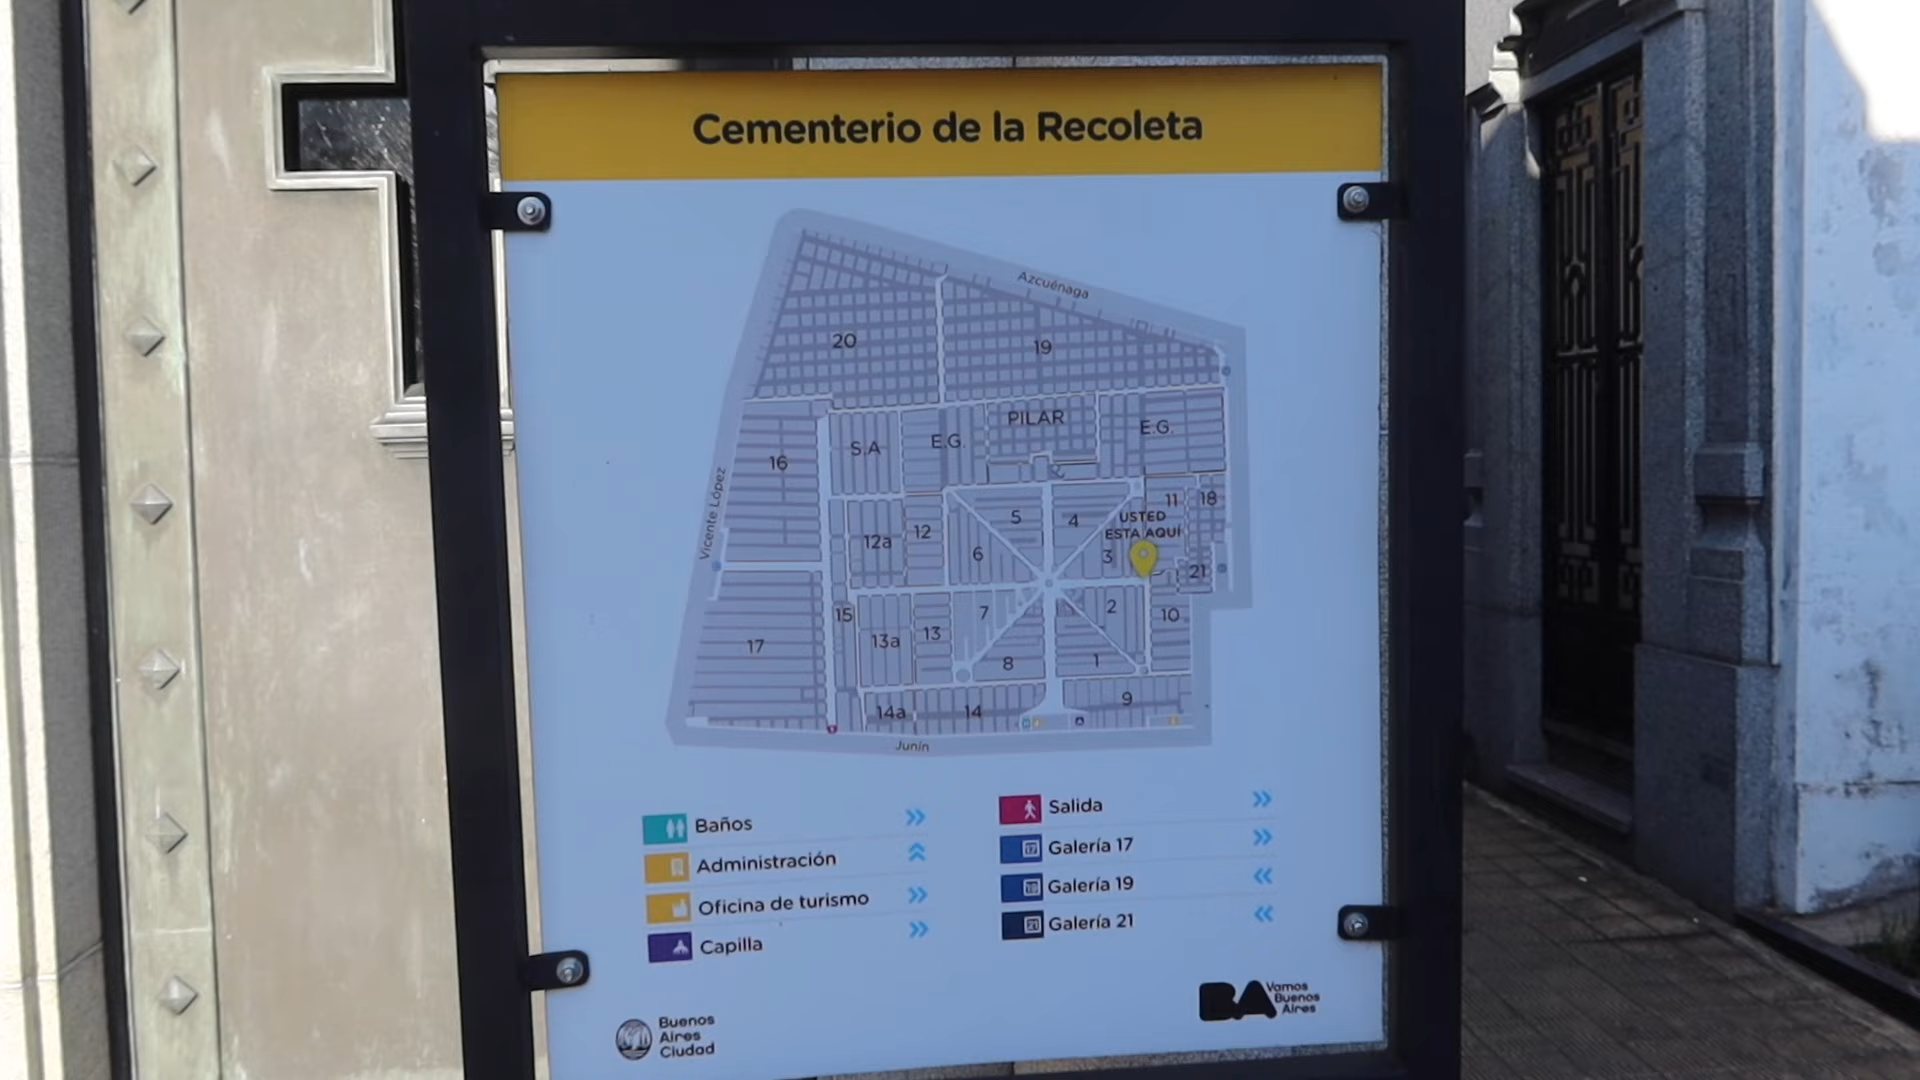 Cementerio de la Recoleta
Azcuénaga
20
19
PILAR
E.G.
E.G.
S.A
16
Vicente López
11
18
5
4
USTED
ESTA AQUÍ
12
12a
6
3
21
2
7
15
10
13
13a
17
8
1
9
14a
14
Junín
Baños
Administración
Oficina de turismo
Capilla
Salida
Galería 17
Galería 19
Galería 21
Buenos
Aires
Ciudad
BA
Vamos
Buenos
Aires